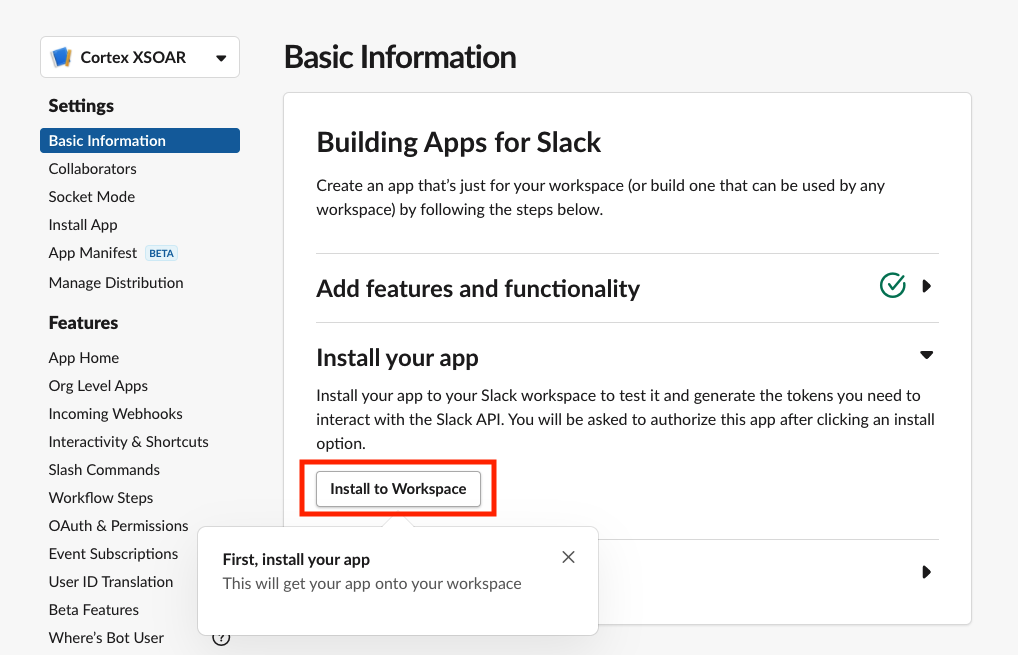 Cortex XSOAR
Settings
Basic Information
Collaborators
Socket Mode
Install App
App Manifest BETA
Manage Distribution
Features
App Home
Org Level Apps
Incoming Webhooks
Interactivity & Shortcuts
Slash Commands
Workflow Steps
OAuth & Permissions
Event Subscriptions
User ID Translation
Beta Features
Where's Bot User ?
Basic Information
Building Apps for Slack
Create an app that's just for your workspace (or build one that can be used by any
workspace) by following the steps below.
Add features and functionality
Install your app
Install your app to your Slack workspace to test it and generate the tokens you need to
interact with the Slack API. You will be asked to authorize this app after clicking an install
option.
Install to Workspace
First, install your app
This will get your app onto your workspace